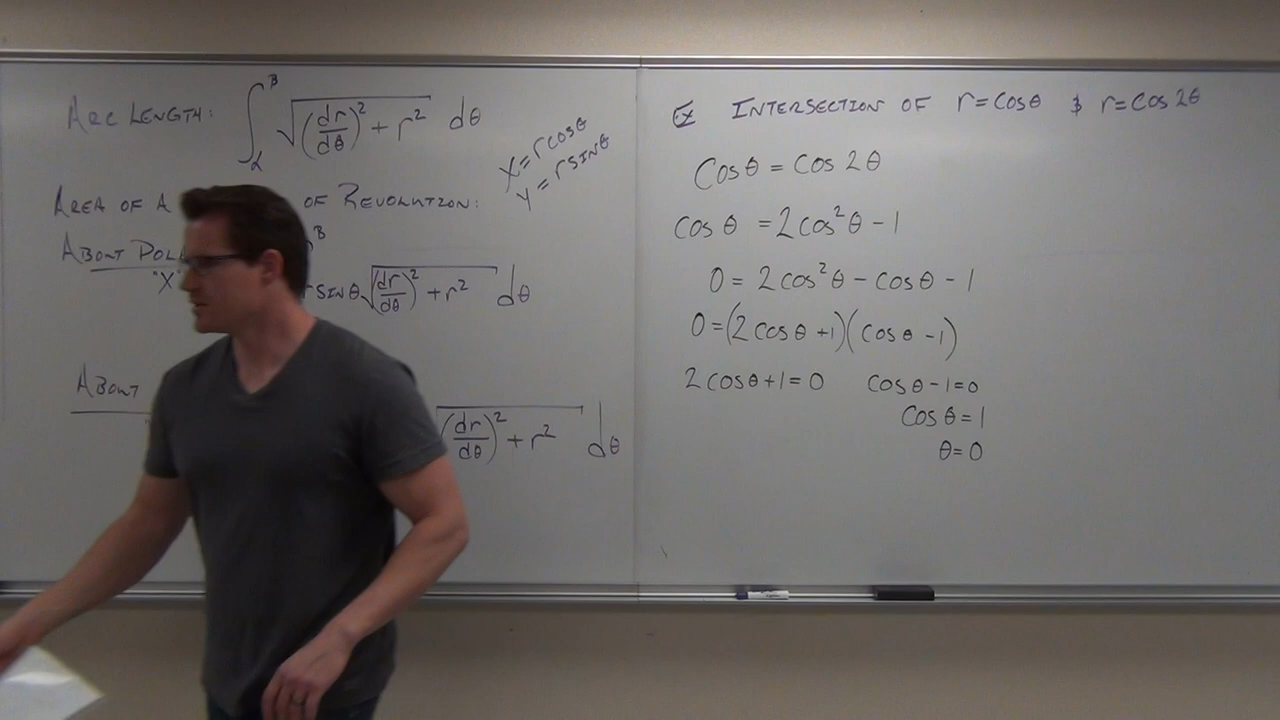 ARC LENGTH: ∫_α^β √((dr/dθ)² + r²) dθ
X = r cos θ
Y = r sin θ
AREA OF A OF REVOLUTION:
ABOUT POLA
"X" β
r SIN θ √((dr/dθ)² + r²) dθ
ABOUT
√((dr/dθ)² + r²) dθ
Ex INTERSECTION OF r = cos θ & r = cos 2θ
Cos θ = cos 2θ
cos θ = 2cos²θ - 1
0 = 2cos²θ - cos θ - 1
0 = (2cos θ + 1)(cos θ - 1)
2cos θ + 1 = 0 cos θ - 1 = 0
cos θ = 1
θ = 0